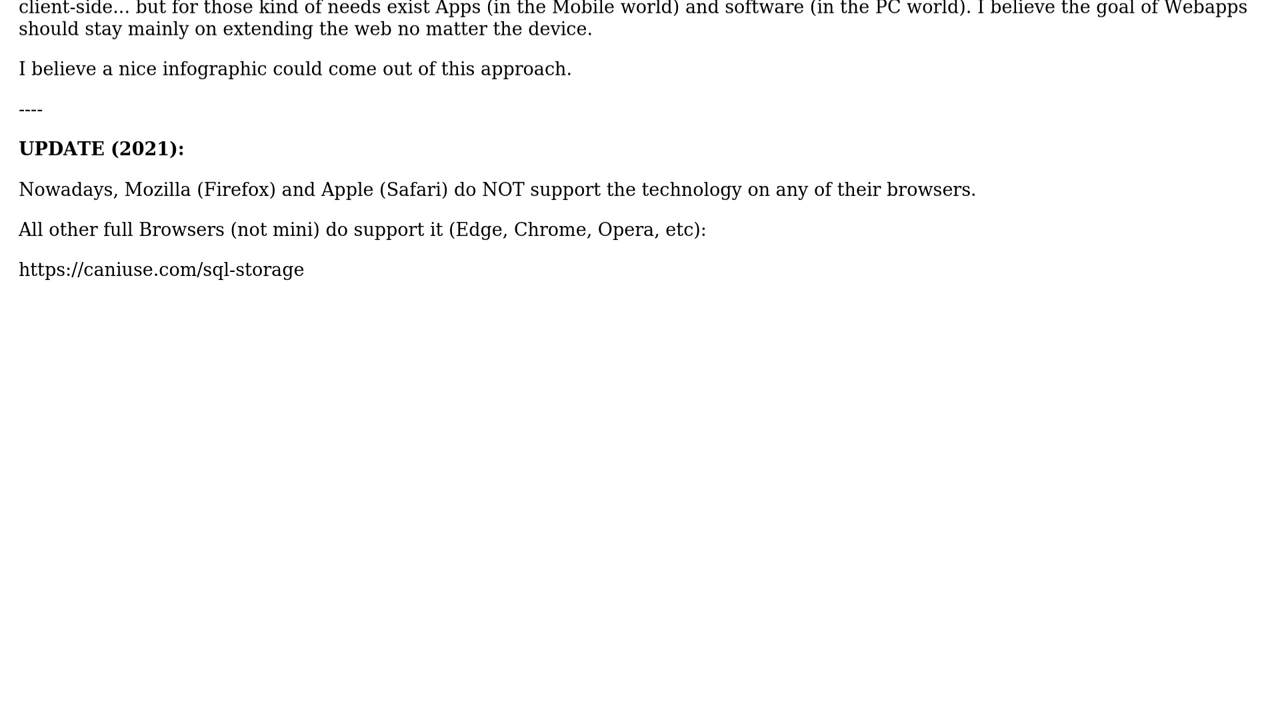 client-side... but for those kind of needs exist Apps (in the Mobile world) and software (in the PC world). I believe the goal of Webapps
should stay mainly on extending the web no matter the device.
I believe a nice infographic could come out of this approach.
----
UPDATE (2021):
Nowadays, Mozilla (Firefox) and Apple (Safari) do NOT support the technology on any of their browsers.
All other full Browsers (not mini) do support it (Edge, Chrome, Opera, etc):
https://caniuse.com/sql-storage